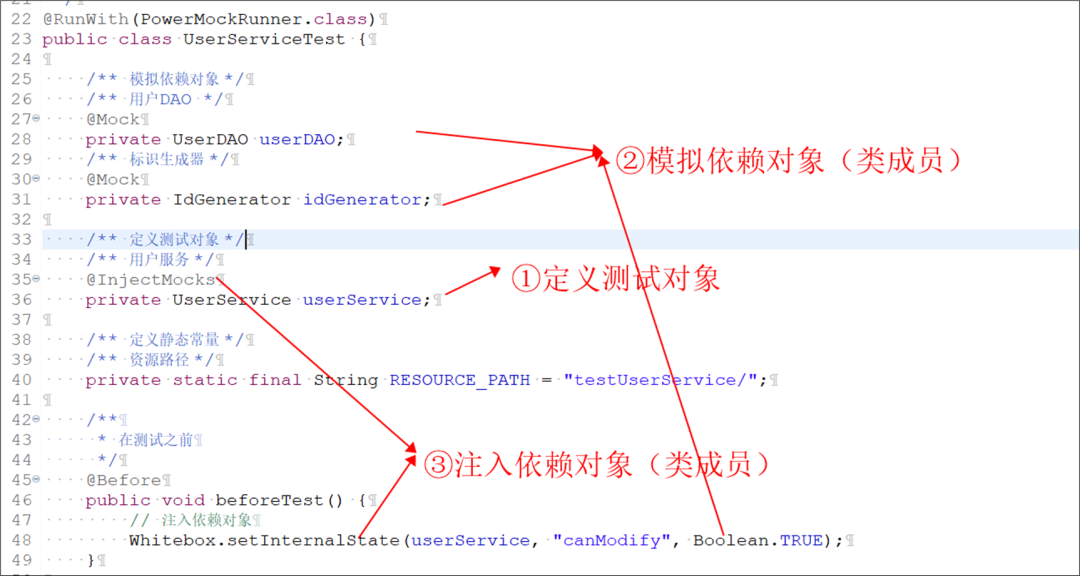 22 @RunWith(PowerMockRunner.class)
23 public class UserServiceTest {
24
25 /** 模拟依赖对象 */
26 /** 用户DAO */
27 @Mock
28 private UserDAO userDAO;
29 /** 标识生成器 */
30 @Mock
31 private IdGenerator idGenerator;
②模拟依赖对象（类成员）
32
33 /** 定义测试对象 */
34 /** 用户服务 */
35 @InjectMocks
36 private UserService userService;
①定义测试对象
37
38 /** 定义静态常量 */
39 /** 资源路径 */
40 private static final String RESOURCE_PATH = "testUserService/";
41
42 /**
43 * 在测试之前
44 */
45 @Before
③注入依赖对象（类成员）
46 public void beforeTest() {
47 // 注入依赖对象
48 Whitebox.setInternalState(userService, "canModify", Boolean.TRUE);
49 }